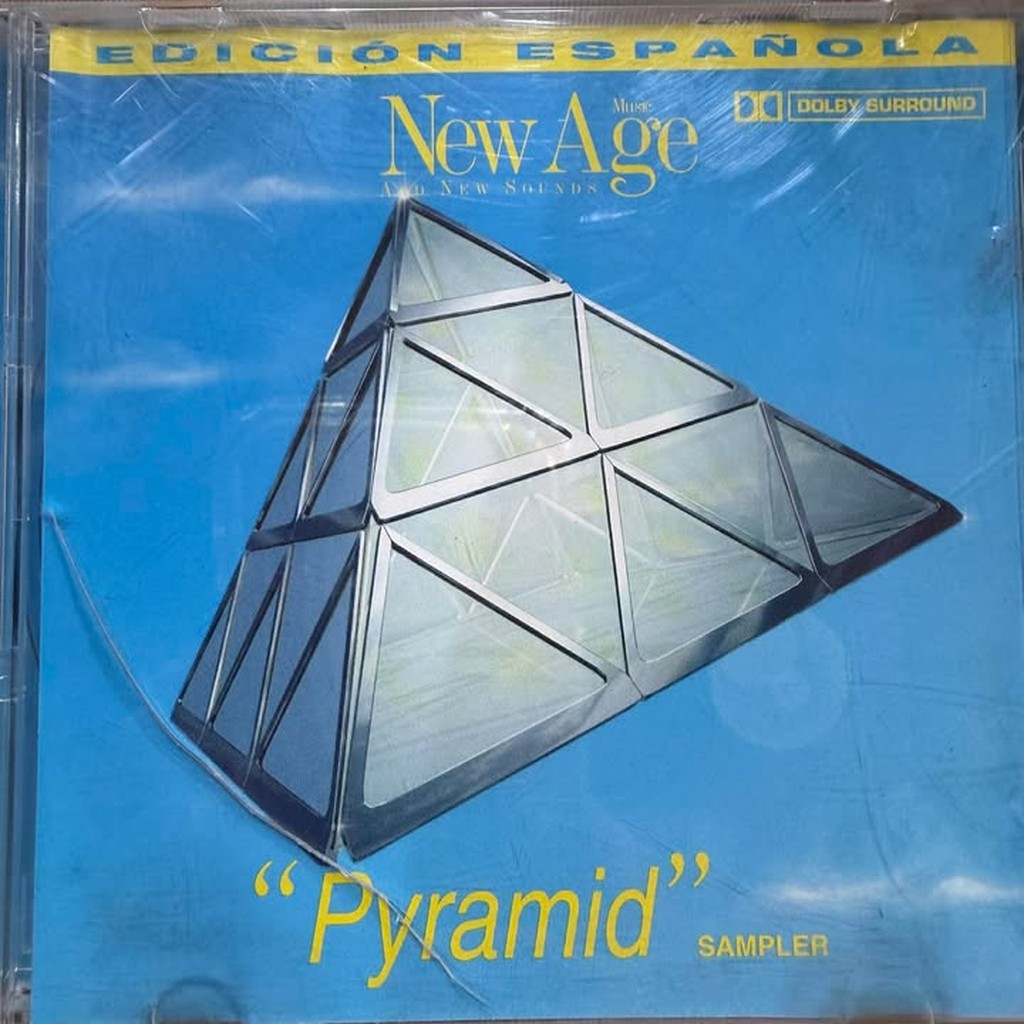 EDICIÓN ESPAÑOLA
Music
New Age
AND NEW SOUNDS
DOLBY SURROUND
“Pyramid”
SAMPLER